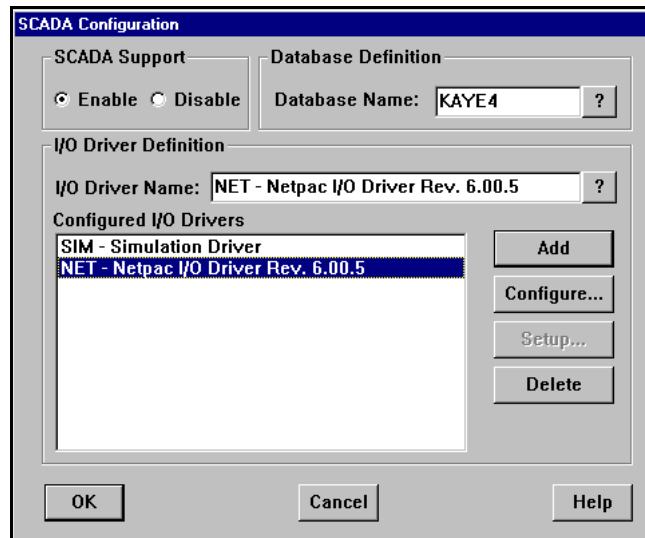 SCADA Configuration
SCADA Support
Enable Disable
Database Definition
Database Name: KAYE4 ?
I/O Driver Definition
I/O Driver Name: NET - Netpac I/O Driver Rev. 6.00.5 ?
Configured I/O Drivers
SIM - Simulation Driver
NET - Netpac I/O Driver Rev. 6.00.5
Add
Configure...
Setup...
Delete
OK Cancel Help